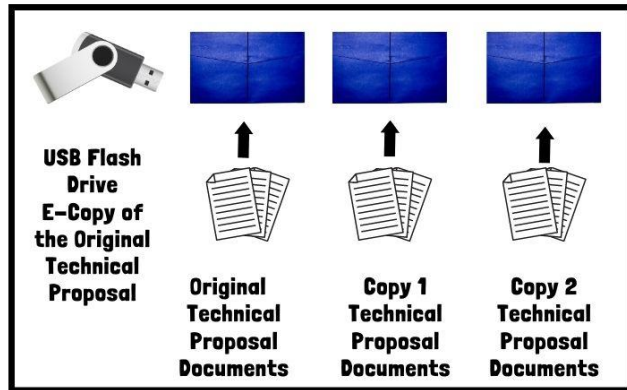 USB Flash
Drive
E-Copy of
the Original
Technical
Proposal
Original
Technical
Proposal
Documents
Copy 1
Technical
Proposal
Documents
Copy 2
Technical
Proposal
Documents